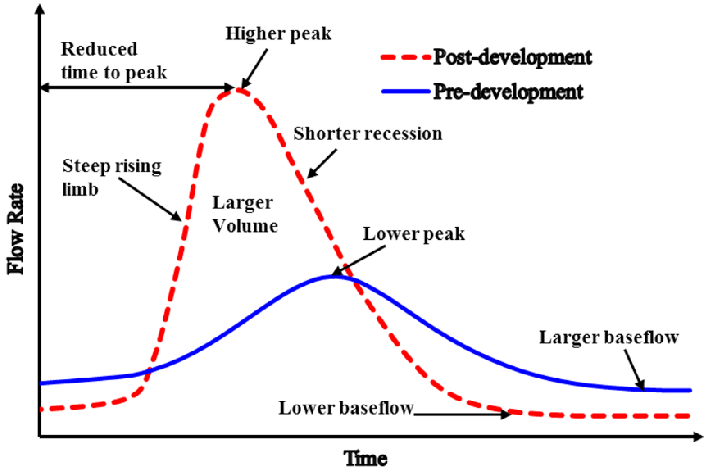 Higher peak
Reduced
time to peak
Post-development
Pre-development
Shorter recession
Steep rising
limb
Larger
Volume
Lower peak
Flow Rate
Larger baseflow
Lower baseflow
Time